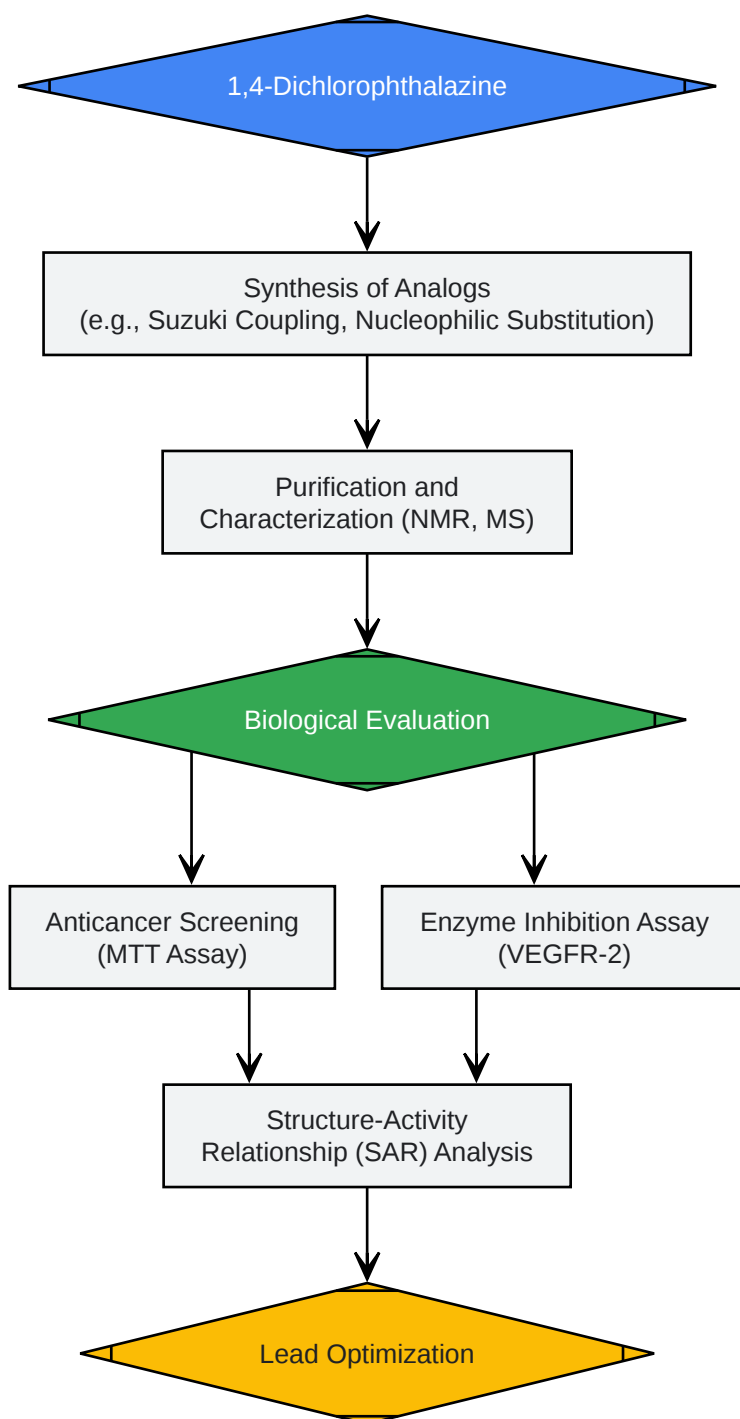 1,4-Dichlorophthalazine
Synthesis of Analogs
(e.g., Suzuki Coupling, Nucleophilic Substitution)
Purification and
Characterization (NMR, MS)
Biological Evaluation
Anticancer Screening
(MTT Assay)
Enzyme Inhibition Assay
(VEGFR-2)
Structure-Activity
Relationship (SAR) Analysis
Lead Optimization